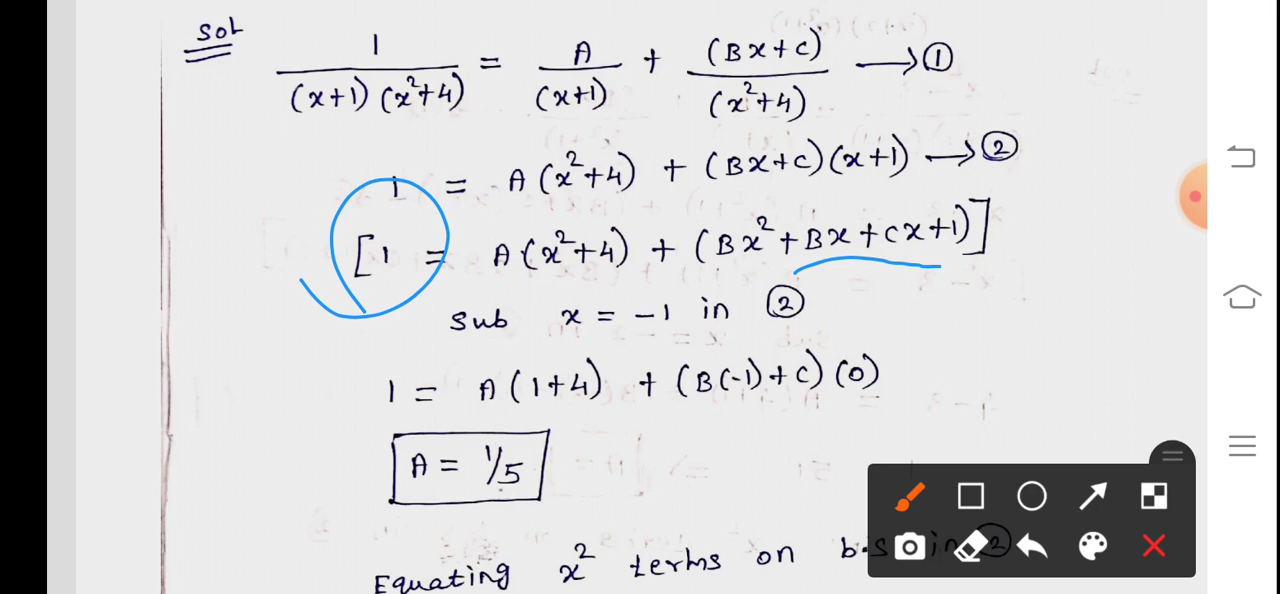 Sol
1/((x+1)(x²+4)) = A/(x+1) + (Bx+C)/(x²+4) → ①
1 = A(x²+4) + (Bx+C)(x+1) → ②
[1 = A(x²+4) + (Bx²+Bx+Cx+1)]
Sub x = -1 in ②
1 = A(1+4) + (B(-1)+C)(0)
A = 1/5
Equating x² terms on b.s in ②